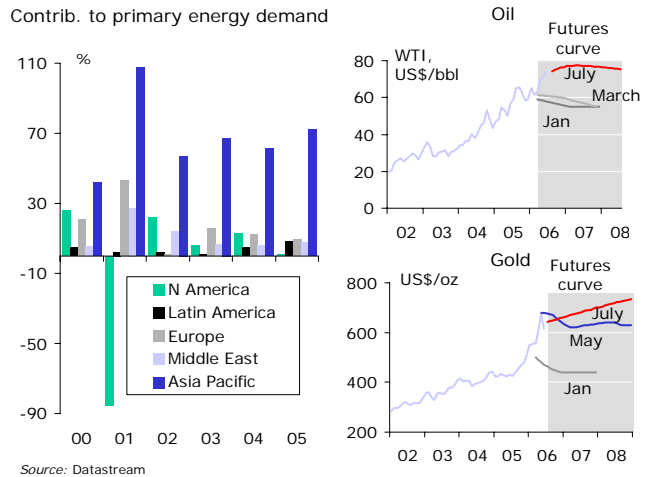 Contrib. to primary energy demand
%
110
70
30
-10
-50
-90
N America
Latin America
Europe
Middle East
Asia Pacific
00 01 02 03 04 05
Source: Datastream
Oil
Futures
curve
WTI,
US$/bbl
80
60
40
20
0
July
March
Jan
02 03 04 05 06 07 08
Gold
Futures
curve
US$/oz
800
600
400
200
July
May
Jan
02 03 04 05 06 07 08